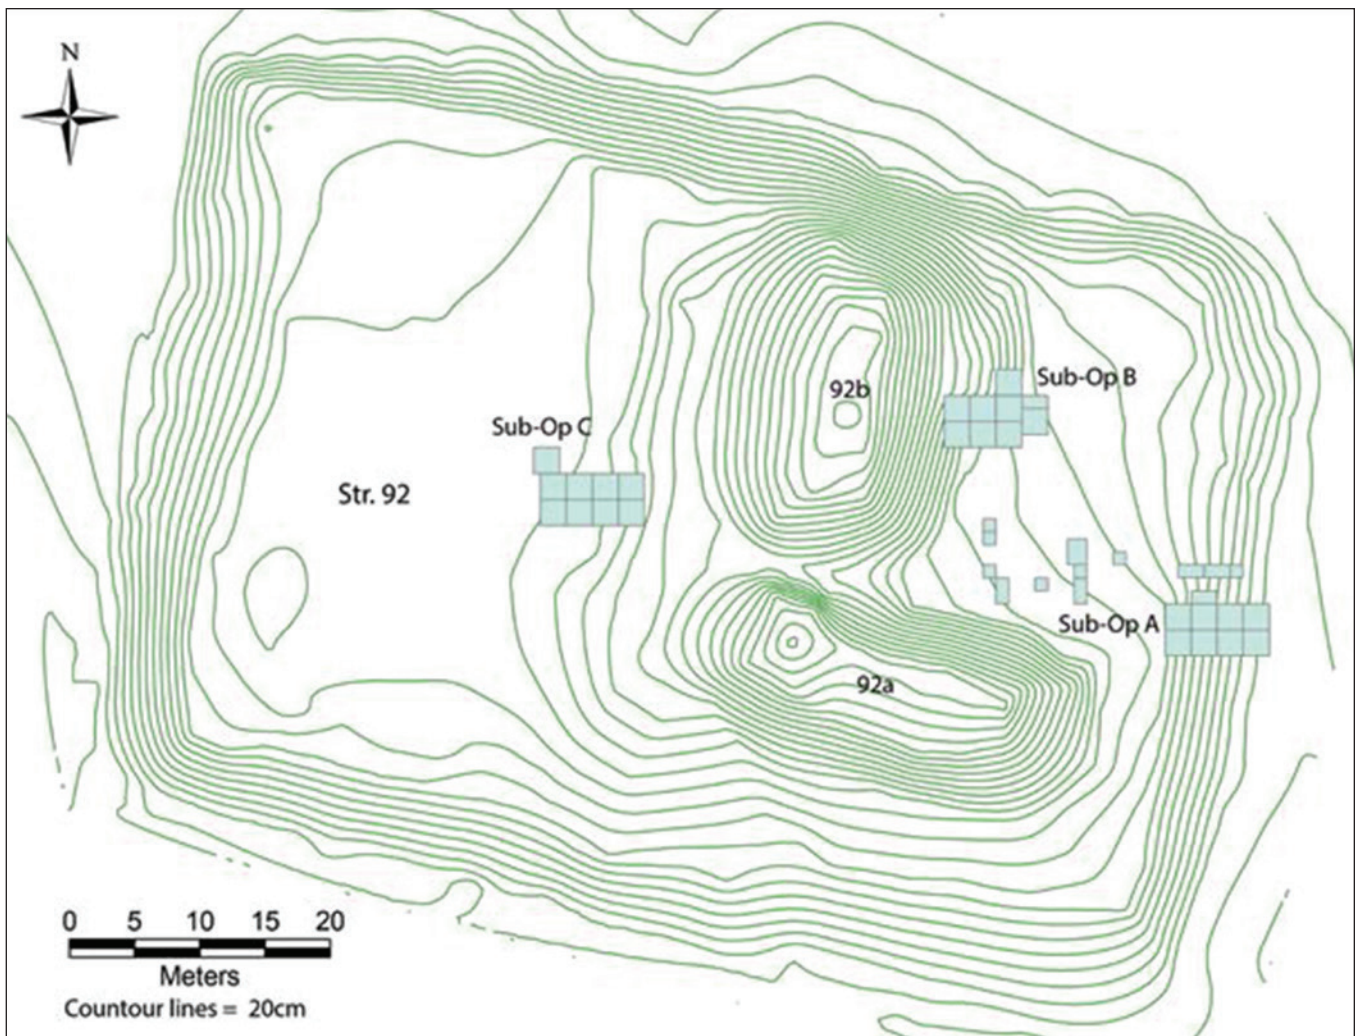 N
92b
Sub-Op B
Sub-Op C
Str. 92
Sub-Op A
92a
0 5 10 15 20
Meters
Countour lines = 20cm